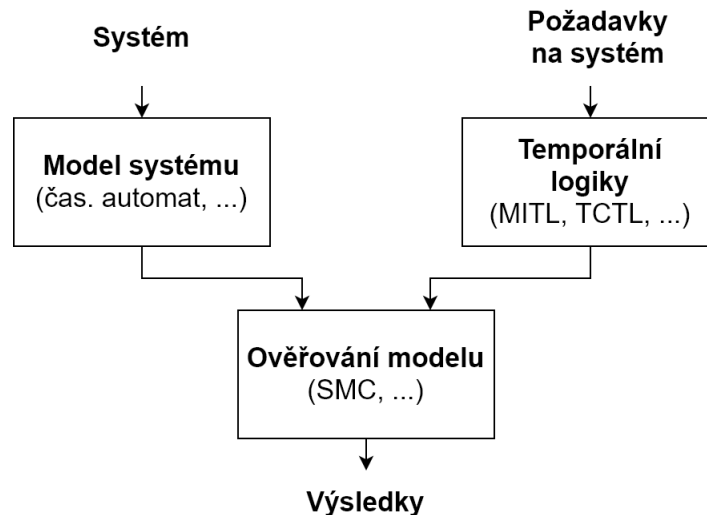 Systém
Požadavky
na systém
Model systému
(čas. automat, ...)
Temporální
logiky
(MITL, TCTL, ...)
Ověřování modelu
(SMC, ...)
Výsledky